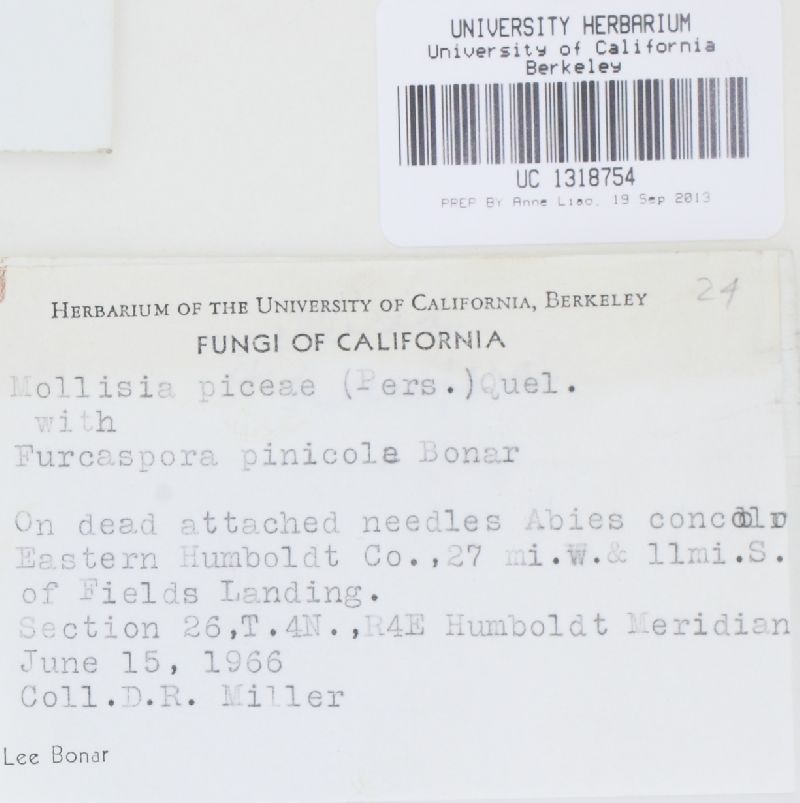 UNIVERSITY HERBARIUM
University of California
Berkeley
UC 1318754
PREP BY Anne Liao, 19 Sep 2013
24
HERBARIUM OF THE UNIVERSITY OF CALIFORNIA, BERKELEY
FUNGI OF CALIFORNIA
Mollisia piceae (Pers.)Quel.
with
Furcaspora pinicola Bonar
On dead attached needles Abies concolor
Eastern Humboldt Co.,27 mi.W.& 11mi.S.
of Fields Landing.
Section 26,T.4N.,R4E Humboldt Meridian
June 15, 1966
Coll.D.R. Miller
Lee Bonar